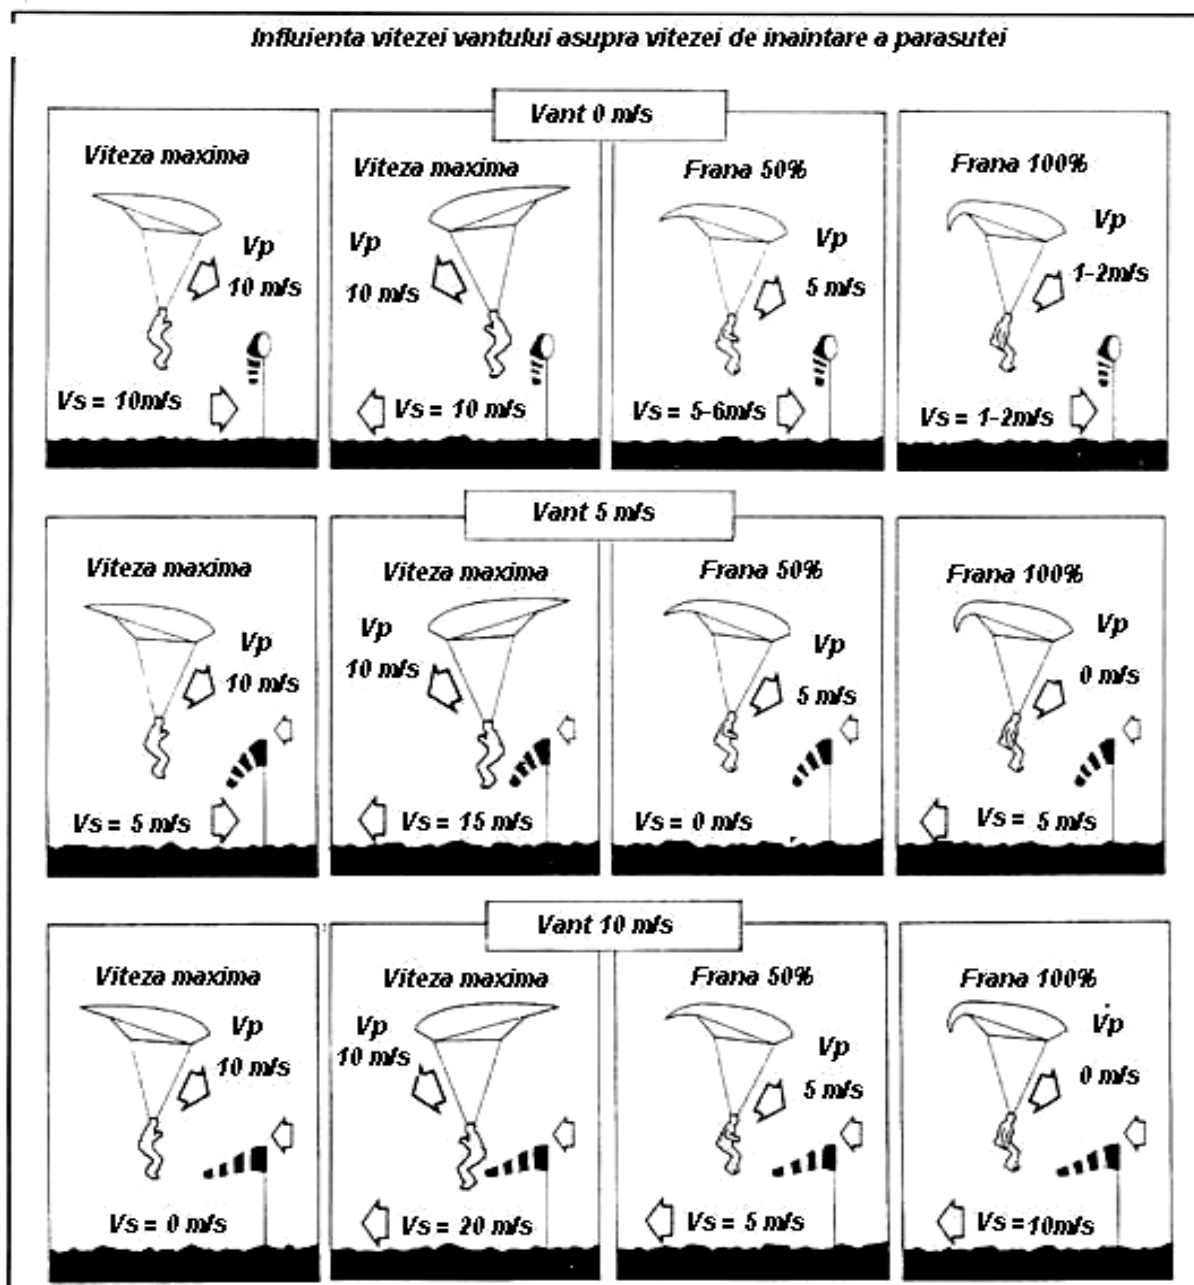 Influienta vitezei vantului asupra vitezei de inaintare a parasutei
Vant 0 m/s
Viteza maxima
Vp
10 m/s
Vs = 10m/s
Viteza maxima
Vp
10 m/s
Vs = 10 m/s
Frana 50%
Vp
5 m/s
Vs = 5-6m/s
Frana 100%
Vp
1-2m/s
Vs = 1-2m/s
Vant 5 m/s
Viteza maxima
Vp
10 m/s
Vs = 5 m/s
Viteza maxima
Vp
10 m/s
Vs = 15 m/s
Frana 50%
Vp
5 m/s
Vs = 0 m/s
Frana 100%
Vp
0 m/s
Vs = 5 m/s
Vant 10 m/s
Viteza maxima
Vp
10 m/s
Vs = 0 m/s
Viteza maxima
Vp
10 m/s
Vs = 20 m/s
Frana 50%
Vp
5 m/s
Vs = 5 m/s
Frana 100%
Vp
0 m/s
Vs = 10m/s